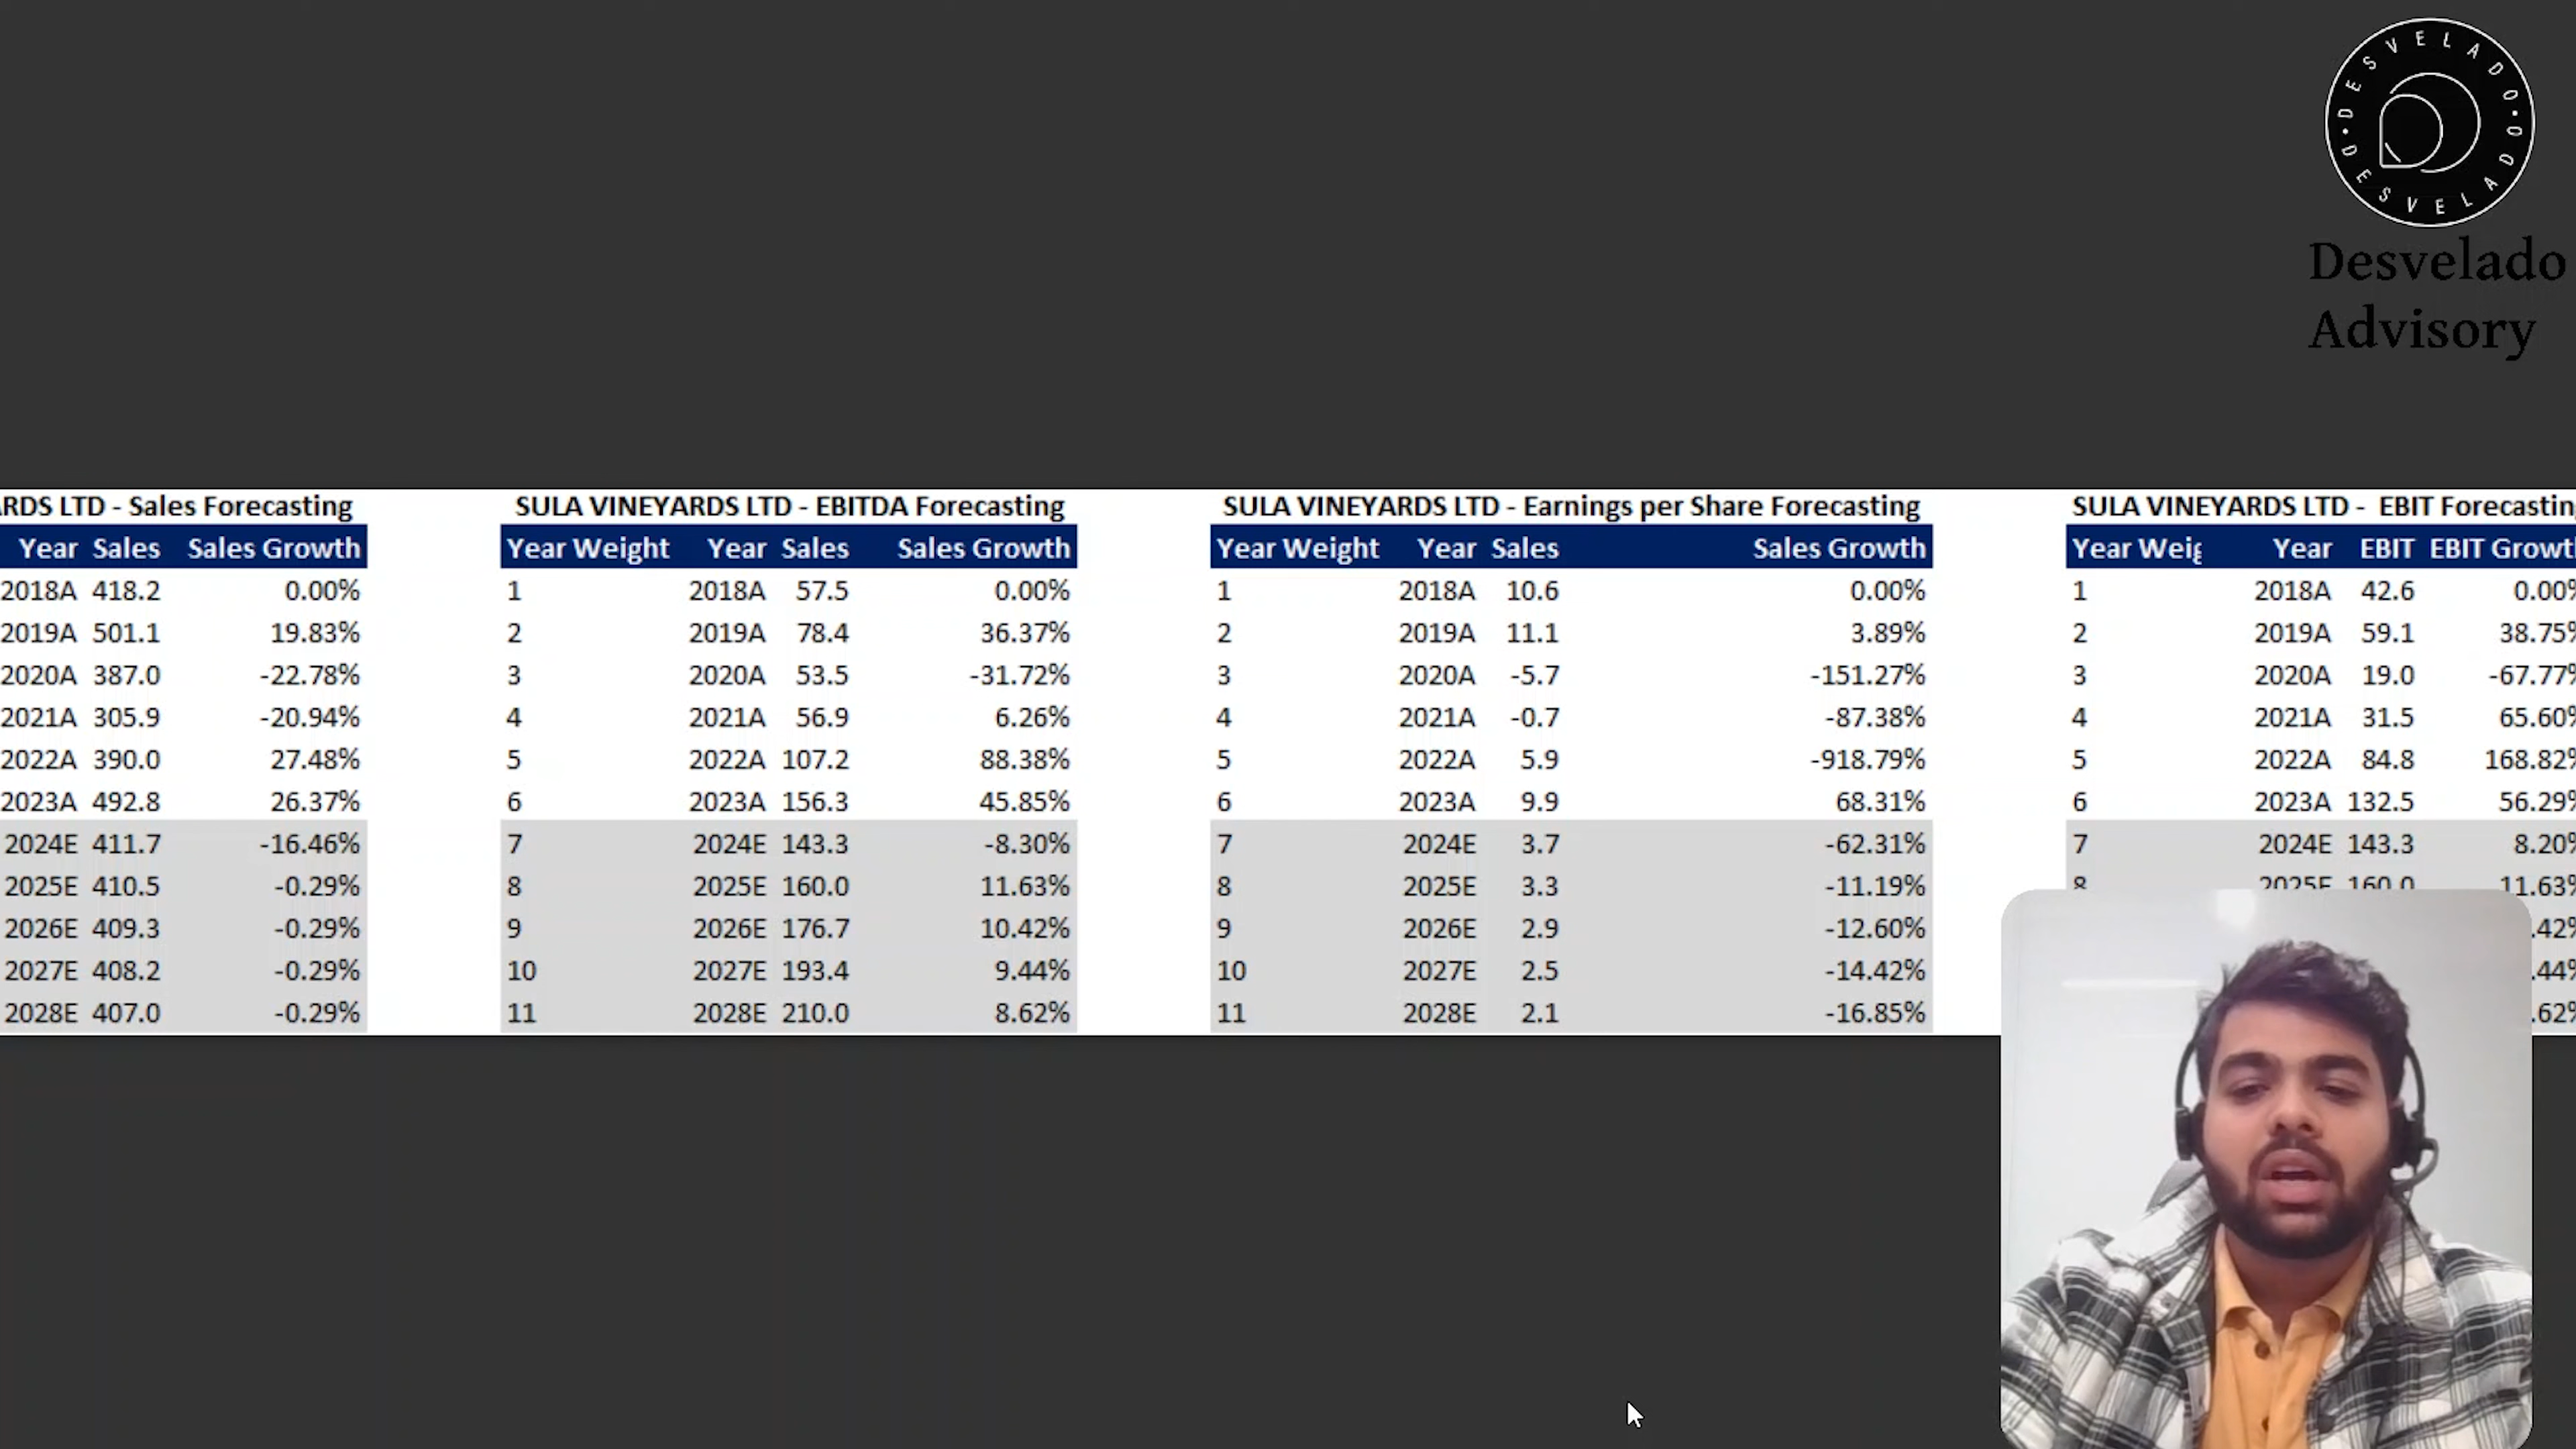 DESVELADO • DESVELADO •
Desvelado
Advisory
RDS LTD - Sales Forecasting
Year Sales Sales Growth
2018A 418.2 0.00%
2019A 501.1 19.83%
2020A 387.0 -22.78%
2021A 305.9 -20.94%
2022A 390.0 27.48%
2023A 492.8 26.37%
2024E 411.7 -16.46%
2025E 410.5 -0.29%
2026E 409.3 -0.29%
2027E 408.2 -0.29%
2028E 407.0 -0.29%
SULA VINEYARDS LTD - EBITDA Forecasting
Year Weight Year Sales Sales Growth
1 2018A 57.5 0.00%
2 2019A 78.4 36.37%
3 2020A 53.5 -31.72%
4 2021A 56.9 6.26%
5 2022A 107.2 88.38%
6 2023A 156.3 45.85%
7 2024E 143.3 -8.30%
8 2025E 160.0 11.63%
9 2026E 176.7 10.42%
10 2027E 193.4 9.44%
11 2028E 210.0 8.62%
SULA VINEYARDS LTD - Earnings per Share Forecasting
Year Weight Year Sales Sales Growth
1 2018A 10.6 0.00%
2 2019A 11.1 3.89%
3 2020A -5.7 -151.27%
4 2021A -0.7 -87.38%
5 2022A 5.9 -918.79%
6 2023A 9.9 68.31%
7 2024E 3.7 -62.31%
8 2025E 3.3 -11.19%
9 2026E 2.9 -12.60%
10 2027E 2.5 -14.42%
11 2028E 2.1 -16.85%
SULA VINEYARDS LTD - EBIT Forecastin
Year Weig Year EBIT EBIT Growt
1 2018A 42.6 0.00%
2 2019A 59.1 38.75%
3 2020A 19.0 -67.77%
4 2021A 31.5 65.60%
5 2022A 84.8 168.82%
6 2023A 132.5 56.29%
7 2024E 143.3 8.20%
8 2025E 160.0 11.63%
.42%
.44%
.62%